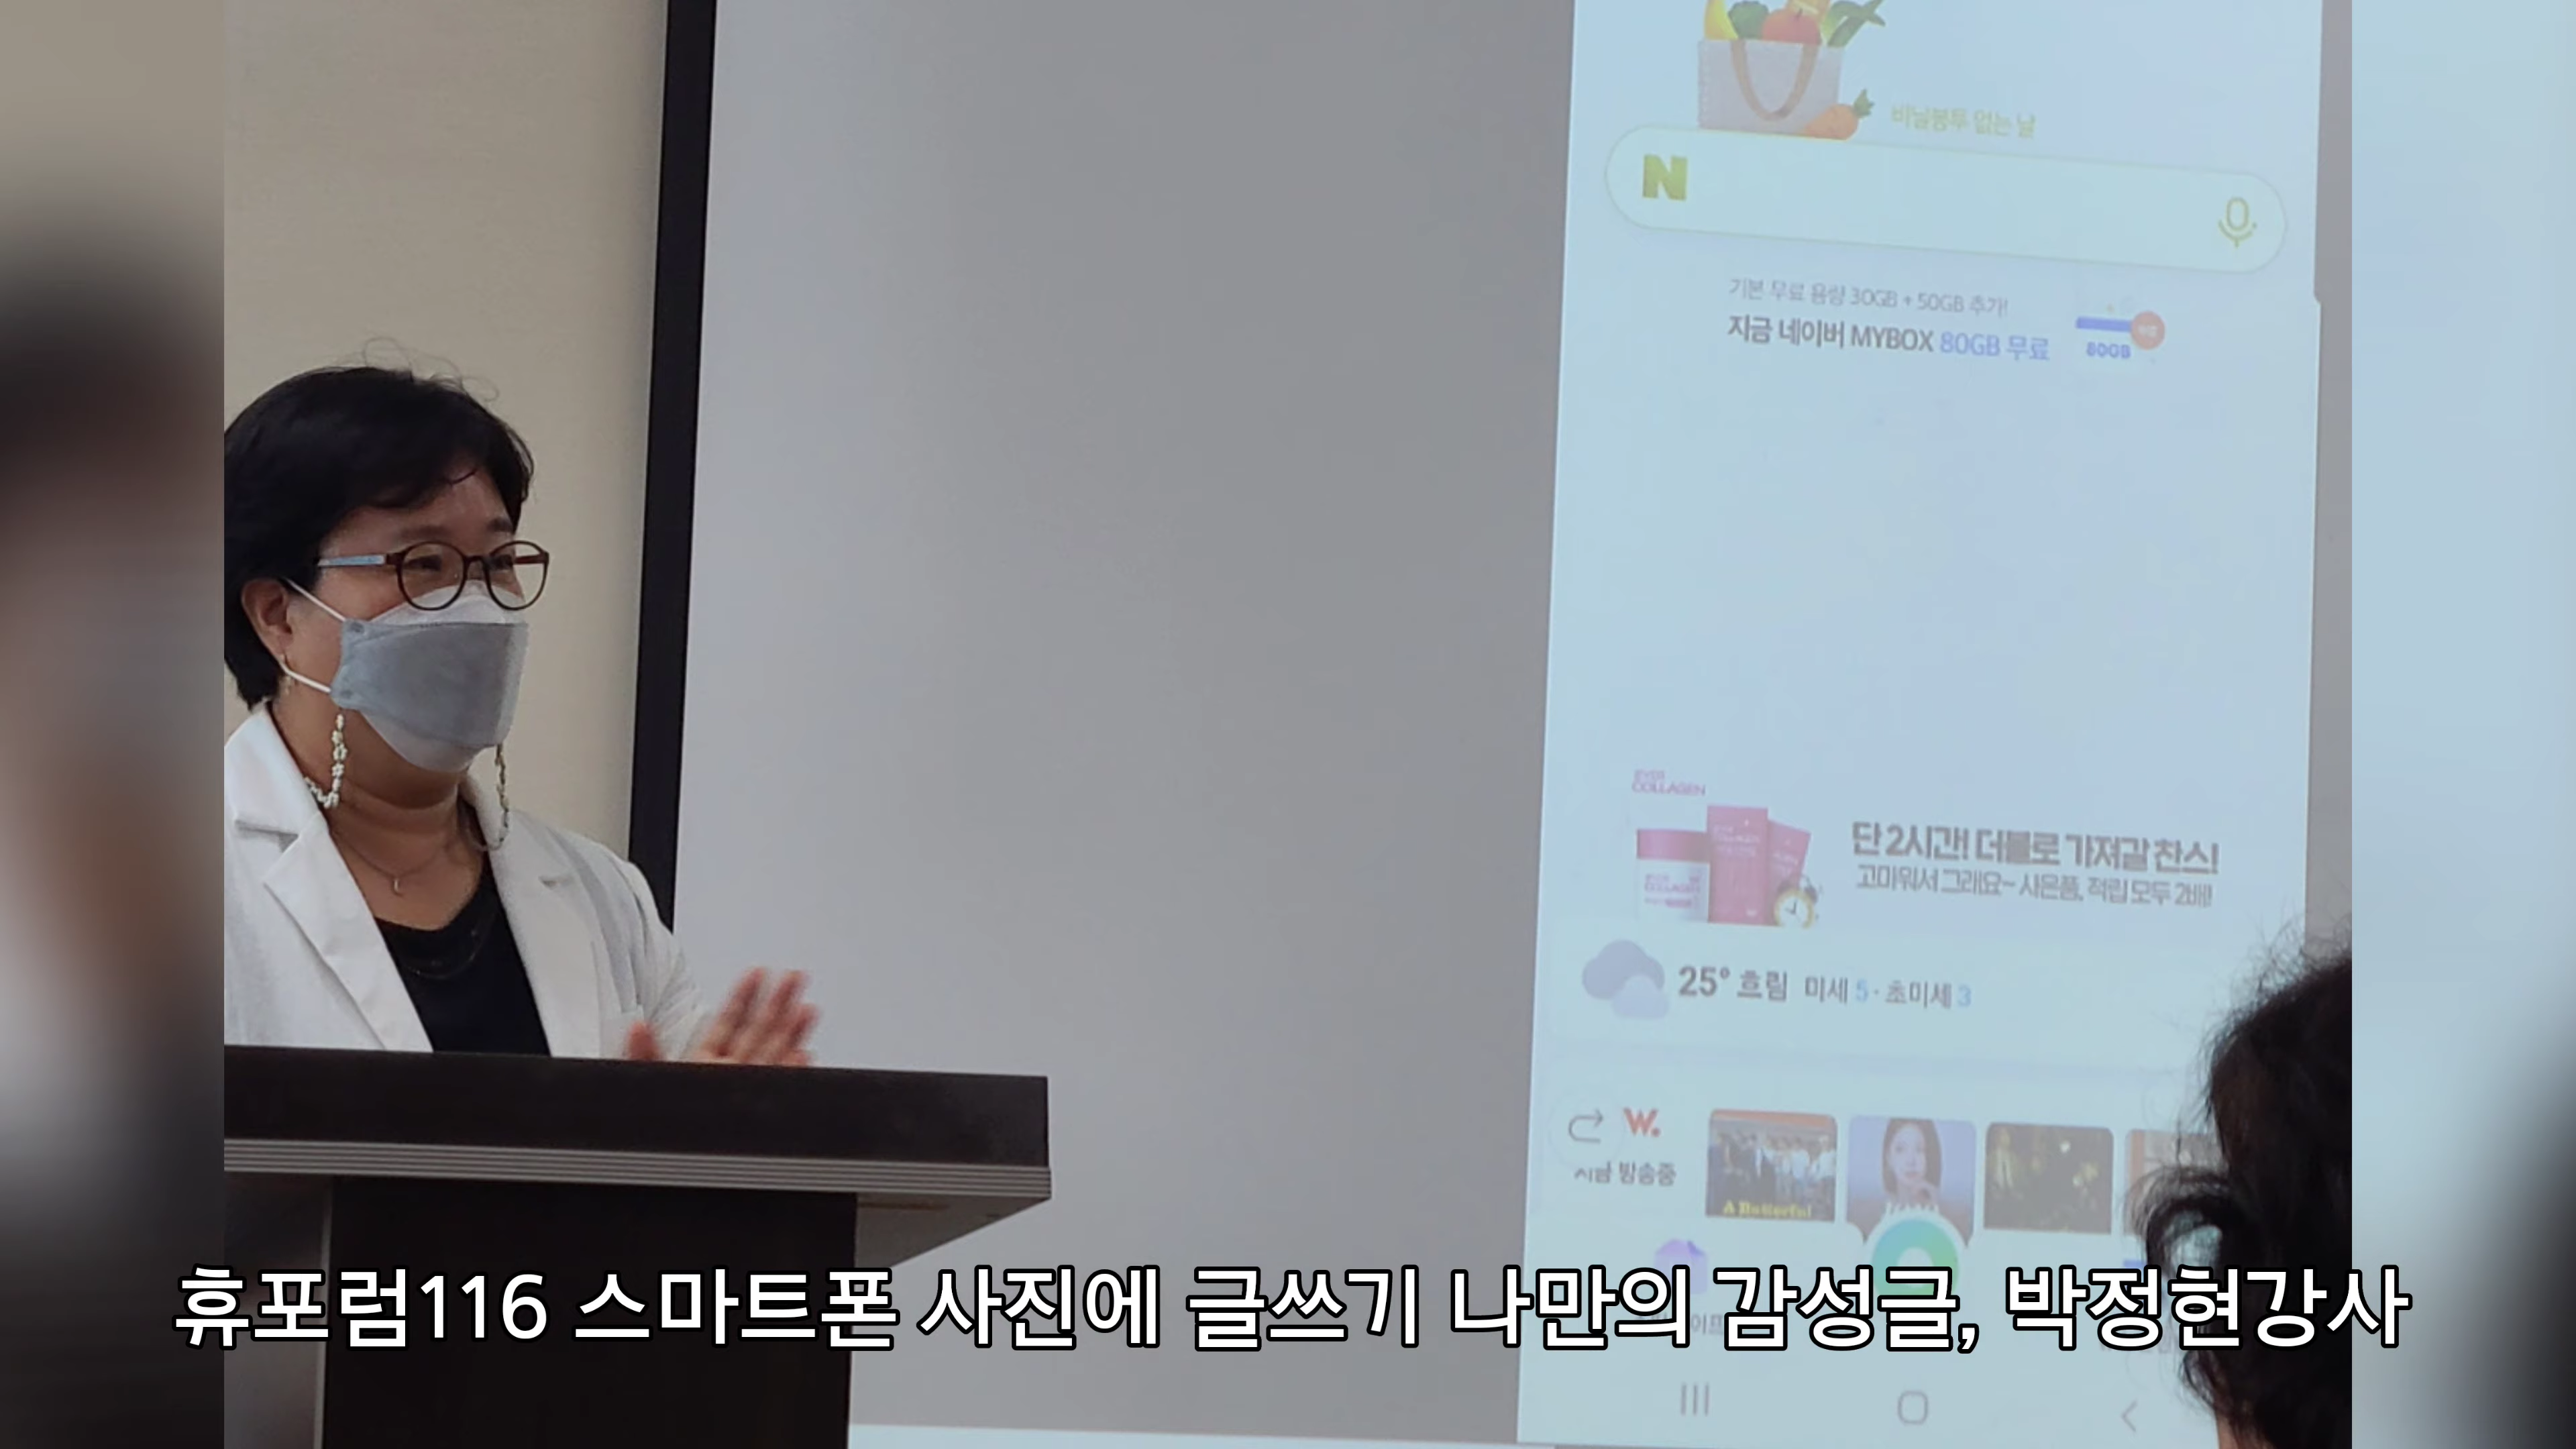 비닐봉투 없는 날
N
기본 무료 용량 30GB + 50GB 추가!
지금 네이버 MYBOX 80GB 무료
80GB
EVER
COLLAGEN
단 2시간! 더블로 가져갈 찬스!
고마워서 그래요~ 사은품, 적립 모두 2배!
25° 흐림 미세 5 · 초미세 3
W.
지금 방송중
A Butterful
휴포럼116 스마트폰 사진에 글쓰기 나만의 감성글, 박정현강사